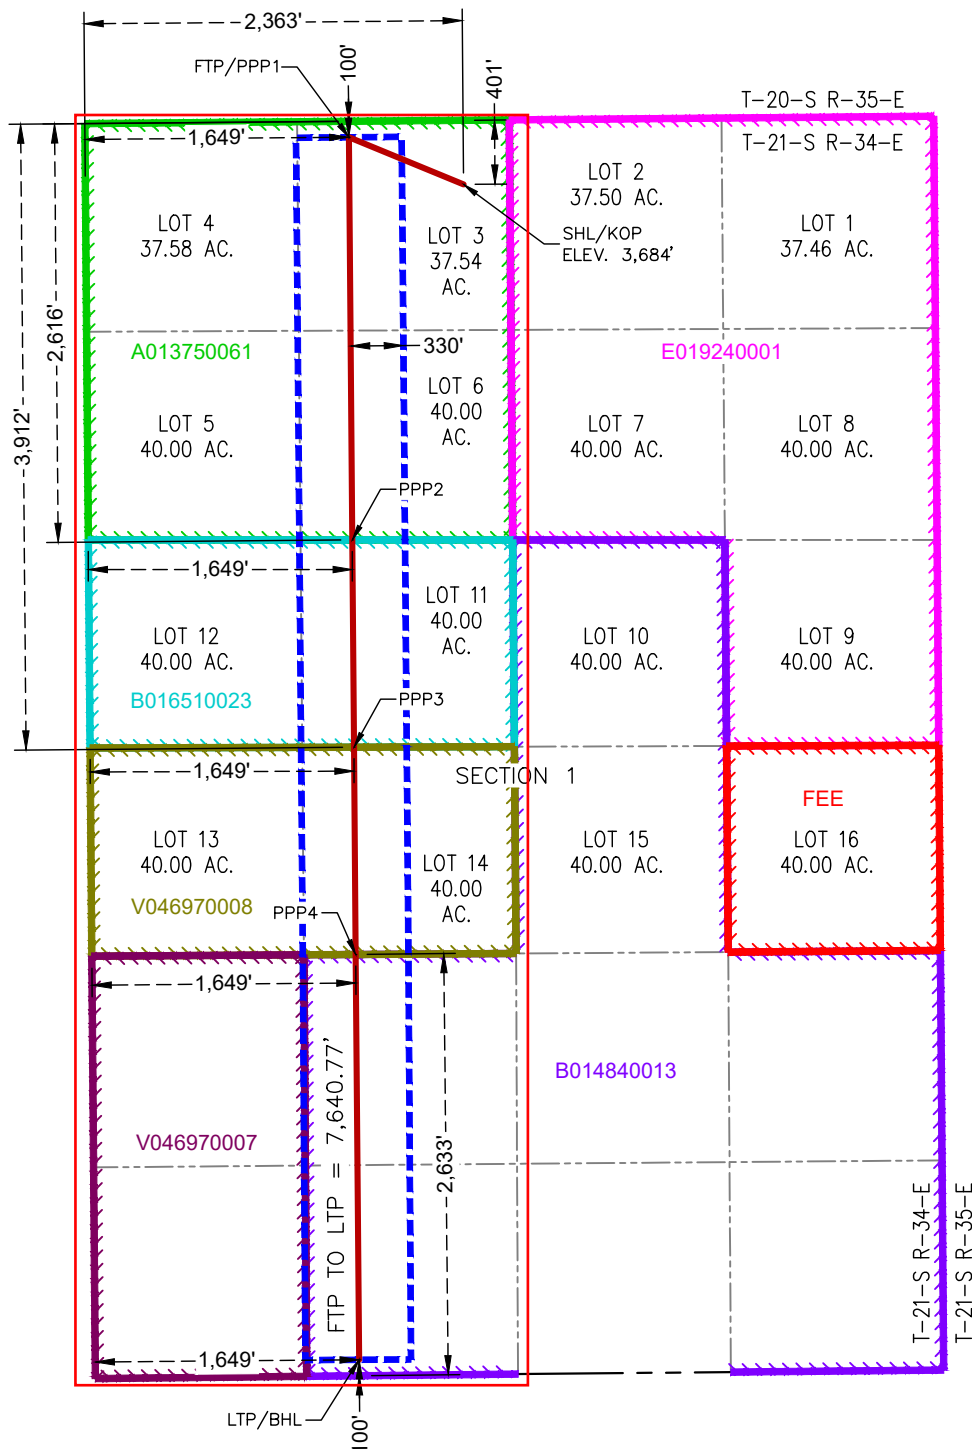 2,363'
FTP/PPP1
100'
401'
T-20-S R-35-E
T-21-S R-34-E
1,649'
LOT 4
37.58 AC.
LOT 3
37.54
AC.
LOT 2
37.50 AC.
LOT 1
37.46 AC.
SHL/KOP
ELEV. 3,684'
2,616'
3,912'
A013750061
330'
E019240001
LOT 5
40.00 AC.
LOT 6
40.00
AC.
LOT 7
40.00 AC.
LOT 8
40.00 AC.
PPP2
1,649'
LOT 12
40.00 AC.
LOT 11
40.00
AC.
LOT 10
40.00 AC.
LOT 9
40.00 AC.
B016510023
PPP3
1,649'
SECTION 1
FEE
LOT 13
40.00 AC.
LOT 14
40.00
AC.
LOT 15
40.00 AC.
LOT 16
40.00 AC.
V046970008
PPP4
1,649'
B014840013
V046970007
FTP TO LTP = 7,640.77'
2,633'
T-21-S R-34-E
T-21-S R-35-E
1,649'
LTP/BHL
100'